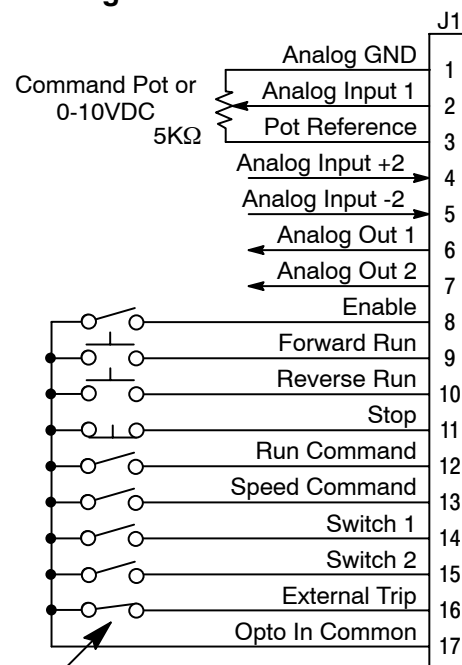 J1
Analog GND 1
Command Pot or
0-10VDC
5KΩ
Analog Input 1 2
Pot Reference 3
Analog Input +2 4
Analog Input -2 5
Analog Out 1 6
Analog Out 2 7
Enable 8
Forward Run 9
Reverse Run 10
Stop 11
Run Command 12
Speed Command 13
Switch 1 14
Switch 2 15
External Trip 16
Opto In Common 17